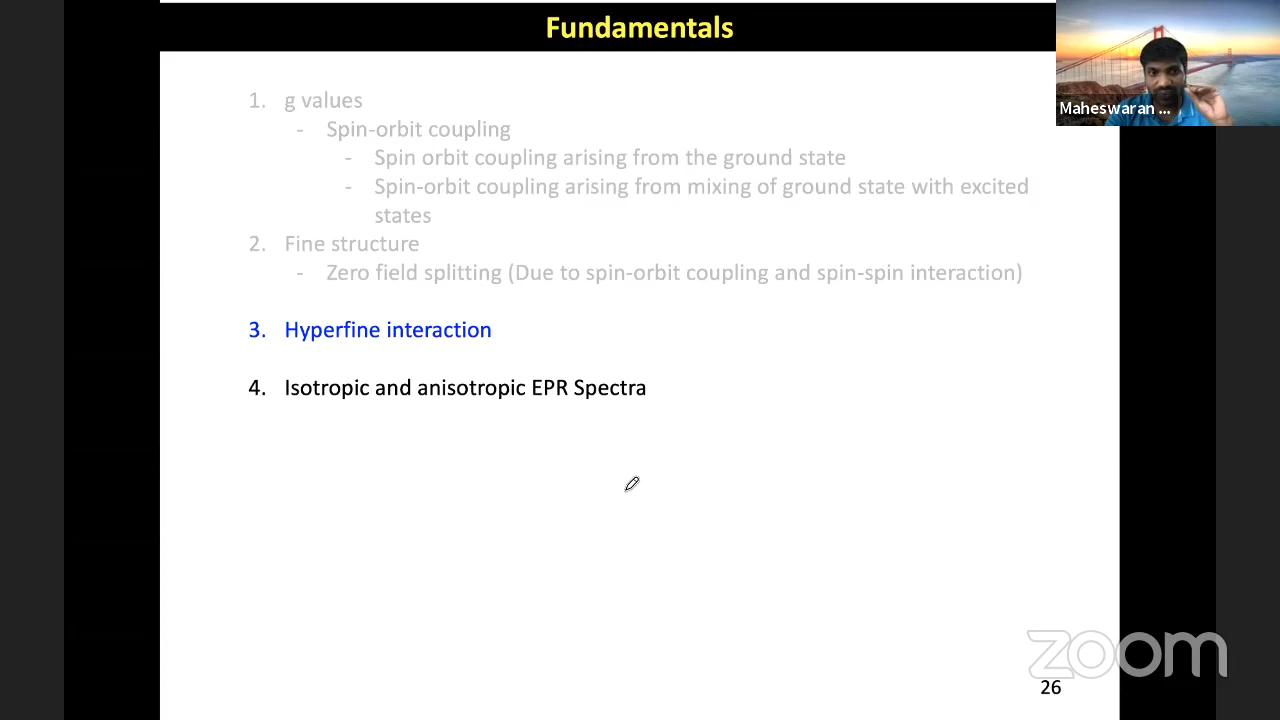 Fundamentals
Maheswaran ...
1. g values
- Spin-orbit coupling
- Spin orbit coupling arising from the ground state
- Spin-orbit coupling arising from mixing of ground state with excited
states
2. Fine structure
- Zero field splitting (Due to spin-orbit coupling and spin-spin interaction)
3. Hyperfine interaction
4. Isotropic and anisotropic EPR Spectra
zoom
26